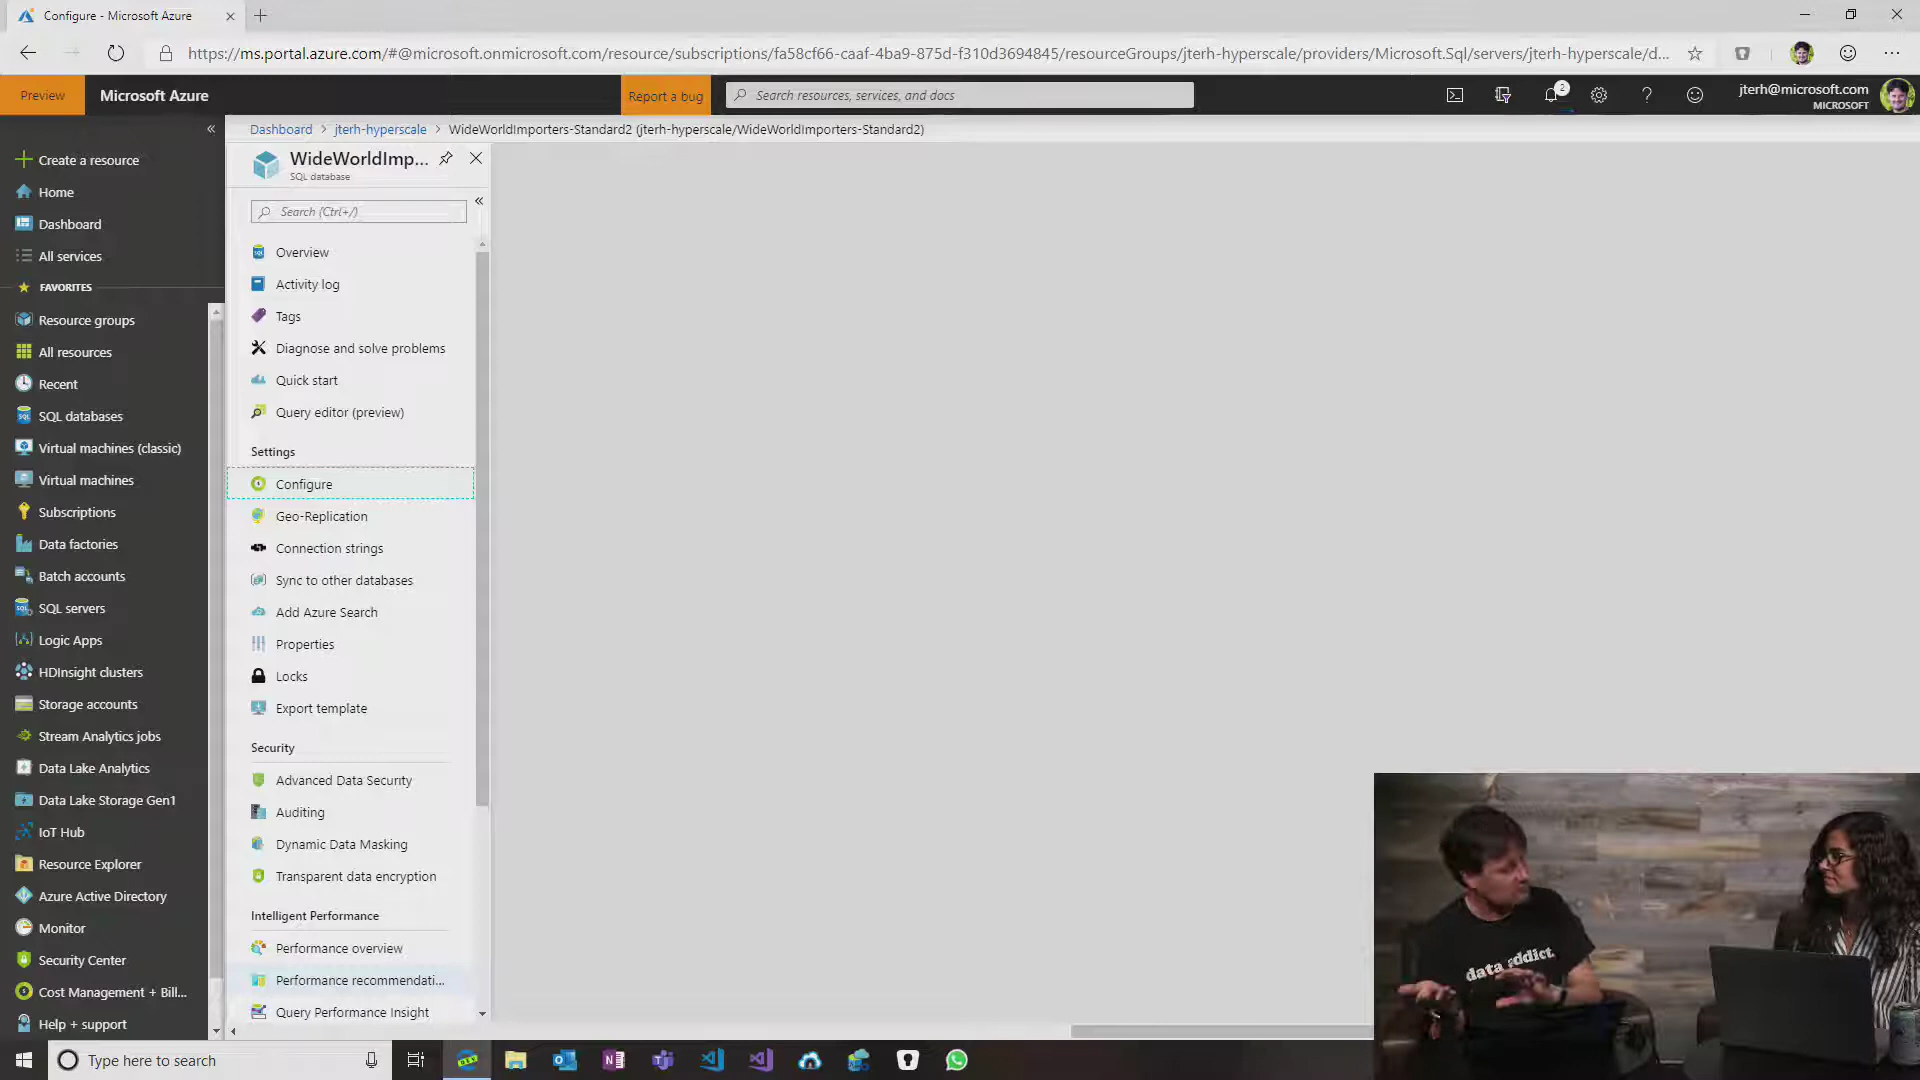 Configure - Microsoft Azure
https://ms.portal.azure.com/#@microsoft.onmicrosoft.com/resource/subscriptions/fa58cf66-caaf-4ba9-875d-f310d3694845/resourceGroups/jterh-hyperscale/providers/Microsoft.Sql/servers/jterh-hyperscale/d...
Preview
Microsoft Azure
Report a bug
Search resources, services, and docs
2
jterh@microsoft.com
MICROSOFT
Dashboard > jterh-hyperscale > WideWorldImporters-Standard2 (jterh-hyperscale/WideWorldImporters-Standard2)
Create a resource
Home
Dashboard
All services
FAVORITES
Resource groups
All resources
Recent
SQL databases
Virtual machines (classic)
Virtual machines
Subscriptions
Data factories
Batch accounts
SQL servers
Logic Apps
HDInsight clusters
Storage accounts
Stream Analytics jobs
Data Lake Analytics
Data Lake Storage Gen1
IoT Hub
Resource Explorer
Azure Active Directory
Monitor
Security Center
Cost Management + Bill...
Help + support
WideWorldImp...
SQL database
Search (Ctrl+/)
Overview
Activity log
Tags
Diagnose and solve problems
Quick start
Query editor (preview)
Settings
Configure
Geo-Replication
Connection strings
Sync to other databases
Add Azure Search
Properties
Locks
Export template
Security
Advanced Data Security
Auditing
Dynamic Data Masking
Transparent data encryption
Intelligent Performance
Performance overview
Performance recommendati...
Query Performance Insight
data addict.
Type here to search